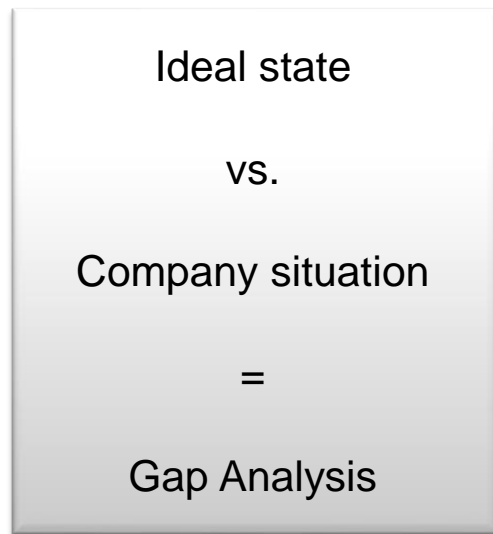 Ideal state
vs.
Company situation
=
Gap Analysis